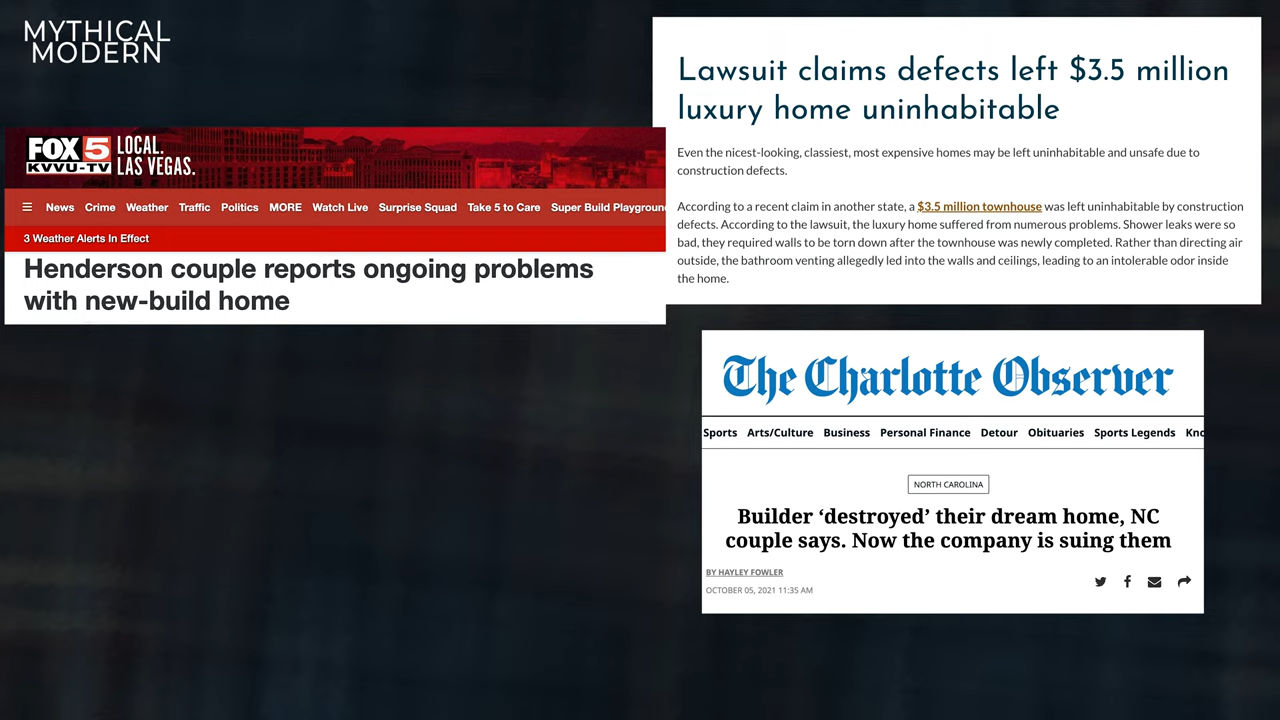 MYTHICAL
MODERN
FOX 5
KVVU-TV
LOCAL.
LAS VEGAS.
☰ News Crime Weather Traffic Politics MORE Watch Live Surprise Squad Take 5 to Care Super Build Playgroun
3 Weather Alerts In Effect
Henderson couple reports ongoing problems
with new-build home
Lawsuit claims defects left $3.5 million
luxury home uninhabitable
Even the nicest-looking, classiest, most expensive homes may be left uninhabitable and unsafe due to
construction defects.
According to a recent claim in another state, a $3.5 million townhouse was left uninhabitable by construction
defects. According to the lawsuit, the luxury home suffered from numerous problems. Shower leaks were so
bad, they required walls to be torn down after the townhouse was newly completed. Rather than directing air
outside, the bathroom venting allegedly led into the walls and ceilings, leading to an intolerable odor inside
the home.
The Charlotte Observer
Sports Arts/Culture Business Personal Finance Detour Obituaries Sports Legends Kno
NORTH CAROLINA
Builder ‘destroyed’ their dream home, NC
couple says. Now the company is suing them
BY HAYLEY FOWLER
OCTOBER 05, 2021 11:35 AM